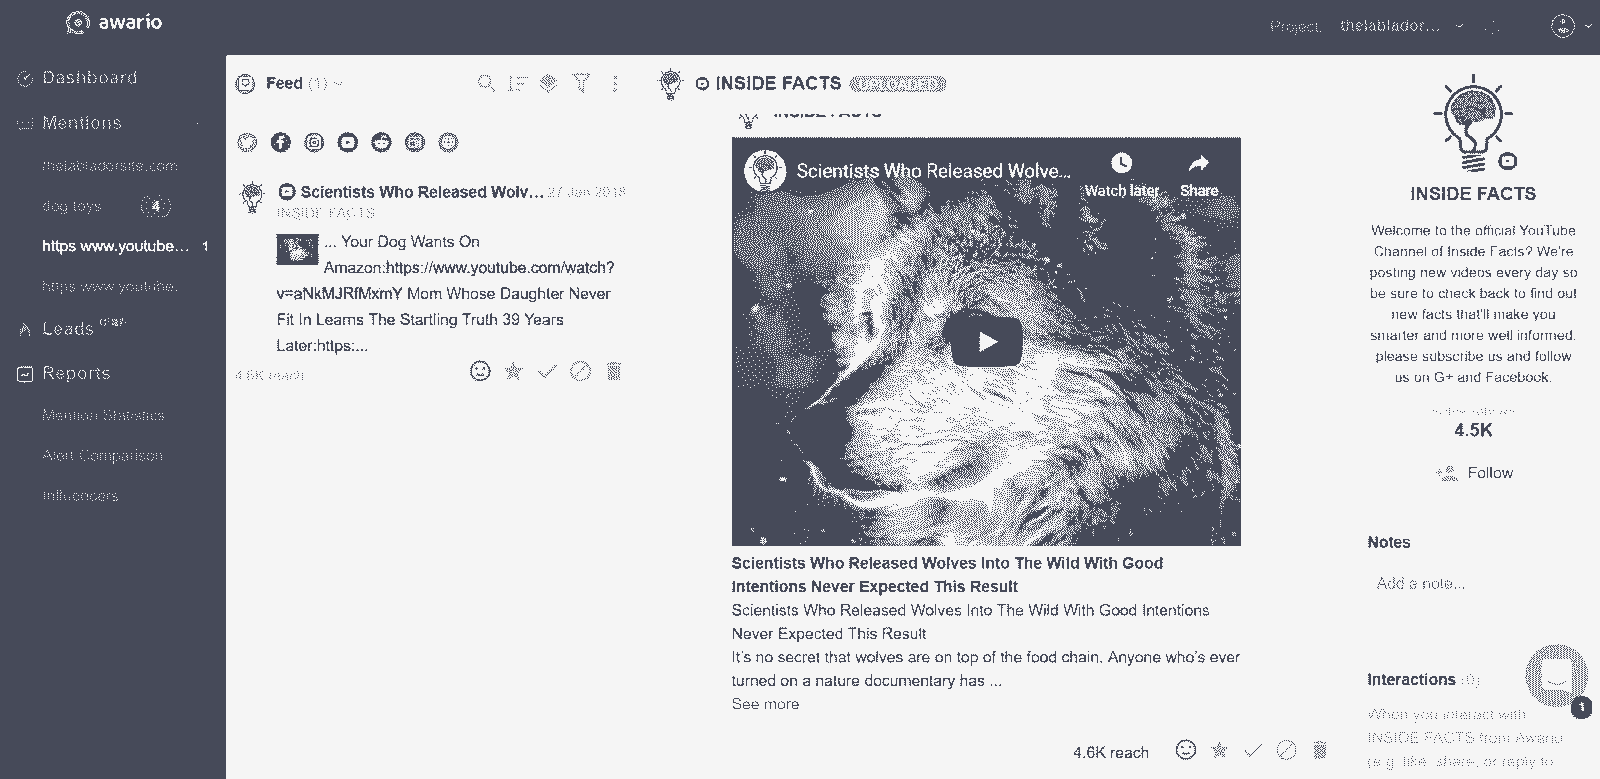 awario
Project: thelablador...
Dashboard
Mentions
thelabladorsite.com
dog toys 4
https www.youtube... 1
https www youtube.
Leads
Reports
Mention Statistics
Alert Comparison
Influencers
Feed (1)
Scientists Who Released Wolv... 27 Jan 2018
INSIDE FACTS
... Your Dog Wants On
Amazon:https://www.youtube.com/watch?
v=aNkMJRfMxmY Mom Whose Daughter Never
Fit In Learns The Startling Truth 39 Years
Later:https:...
4.6K reach
INSIDE FACTS UPLOADED
INSIDE FACTS
Scientists Who Released Wolve...
Watch later Share
Scientists Who Released Wolves Into The Wild With Good
Intentions Never Expected This Result
Scientists Who Released Wolves Into The Wild With Good Intentions
Never Expected This Result
It's no secret that wolves are on top of the food chain. Anyone who's ever
turned on a nature documentary has ...
See more
4.6K reach
INSIDE FACTS
Welcome to the official YouTube
Channel of Inside Facts? We're
posting new videos every day so
be sure to check back to find out
new facts that'll make you
smarter and more well informed.
please subscribe us and follow
us on G+ and Facebook.
4.5K
Follow
Notes
Add a note...
Interactions (0)
1
When you interact with
INSIDE FACTS from Awario
(e.g. like, share, or reply to